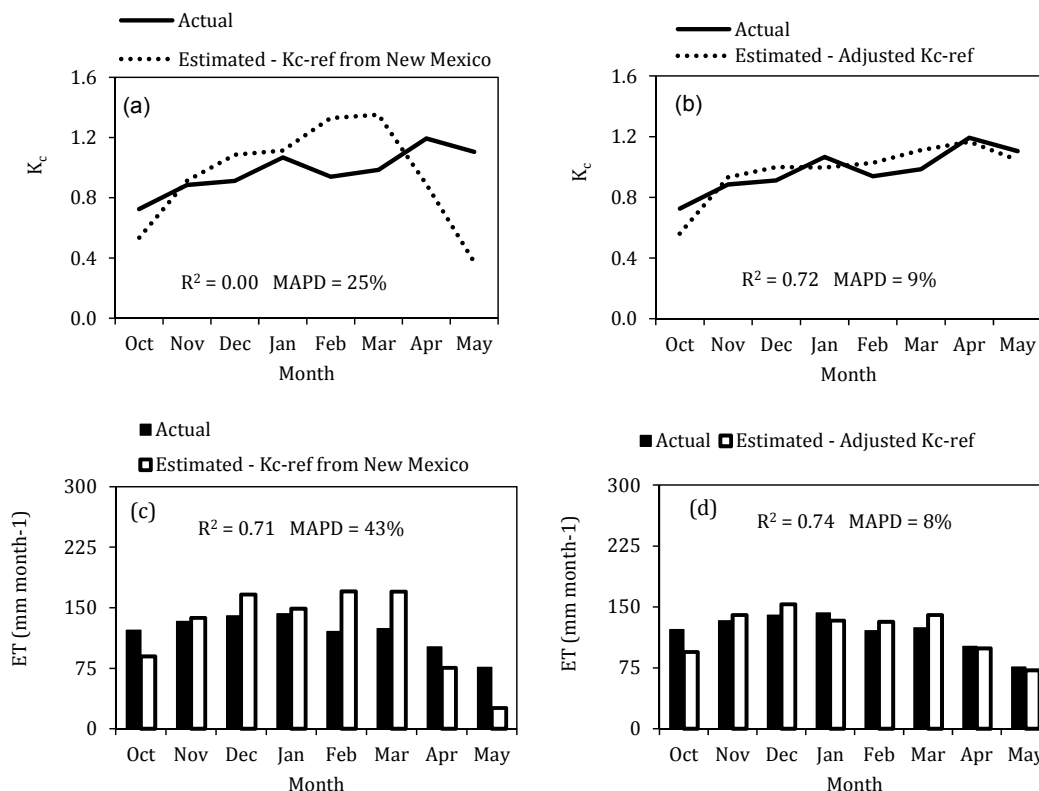 Actual
Estimated - Kc-ref from New Mexico
1.6
(a)
1.2
0.8
0.4
0.0
Kc
R² = 0.00 MAPD = 25%
Oct Nov Dec Jan Feb Mar Apr May
Month
Actual
Estimated - Adjusted Kc-ref
1.6
(b)
1.2
0.8
0.4
0.0
Kc
R² = 0.72 MAPD = 9%
Oct Nov Dec Jan Feb Mar Apr May
Month
Actual
Estimated - Kc-ref from New Mexico
300
(c)
225
150
75
0
ET (mm month-1)
R² = 0.71 MAPD = 43%
Oct Nov Dec Jan Feb Mar Apr May
Month
Actual Estimated - Adjusted Kc-ref
300
(d)
225
150
75
0
ET (mm month-1)
R² = 0.74 MAPD = 8%
Oct Nov Dec Jan Feb Mar Apr May
Month